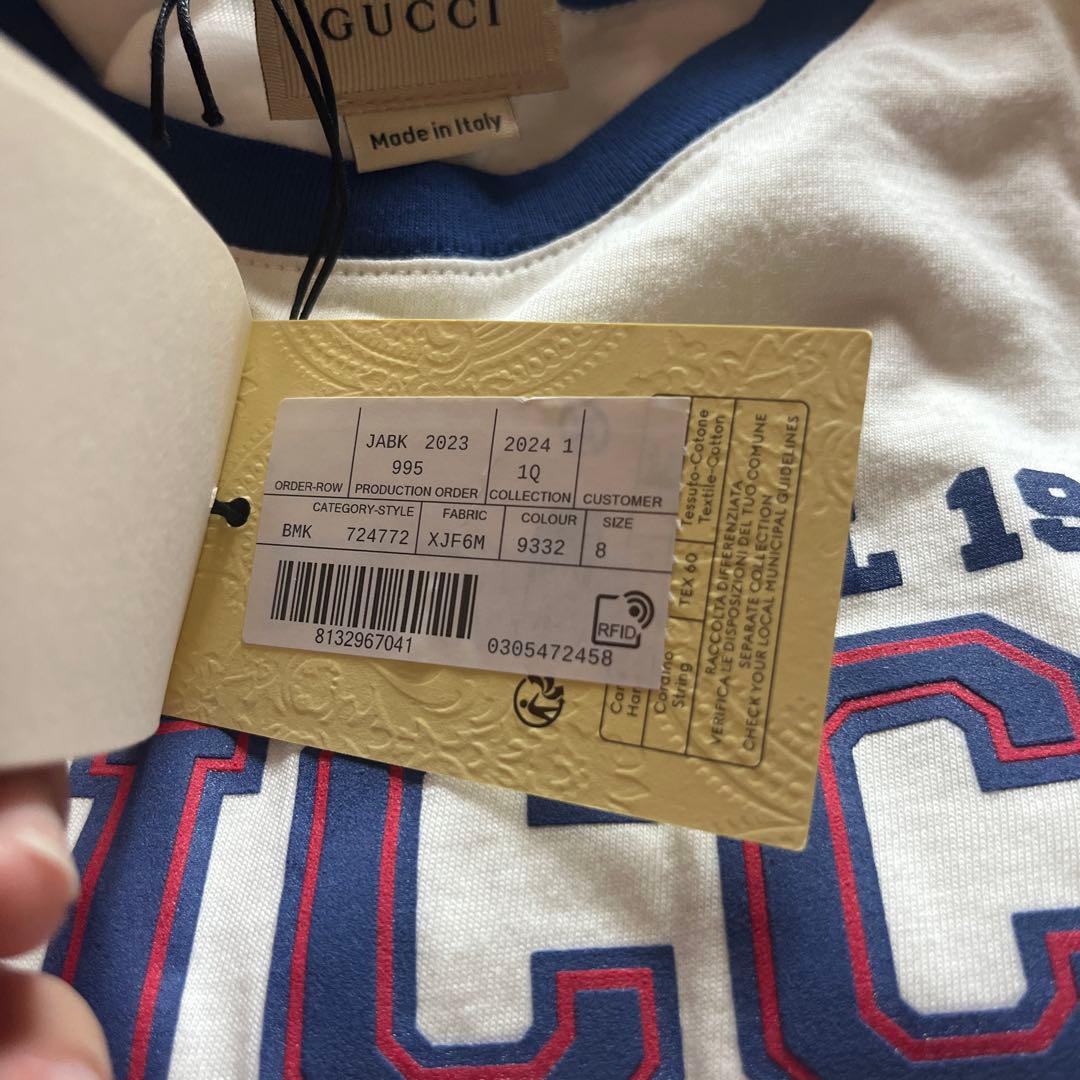 GUCCI
Made in Italy
JABK 2023
995
2024 1
1Q
ORDER-ROW
PRODUCTION ORDER
COLLECTION
CUSTOMER
CATEGORY-STYLE
FABRIC
COLOUR
SIZE
BMK 724772
XJF6M
9332
8
8132967041
0305472458
RFID
Tessuto-Cotone
Textile-Cotton
TEX 60
Cordino
String
RACCOLTA DIFFERENZIATA
VERIFICA LE DISPOSIZIONI DEL TUO COMUNE
SEPARATE COLLECTION
CHECK YOUR LOCAL MUNICIPAL GUIDELINES
19
CC